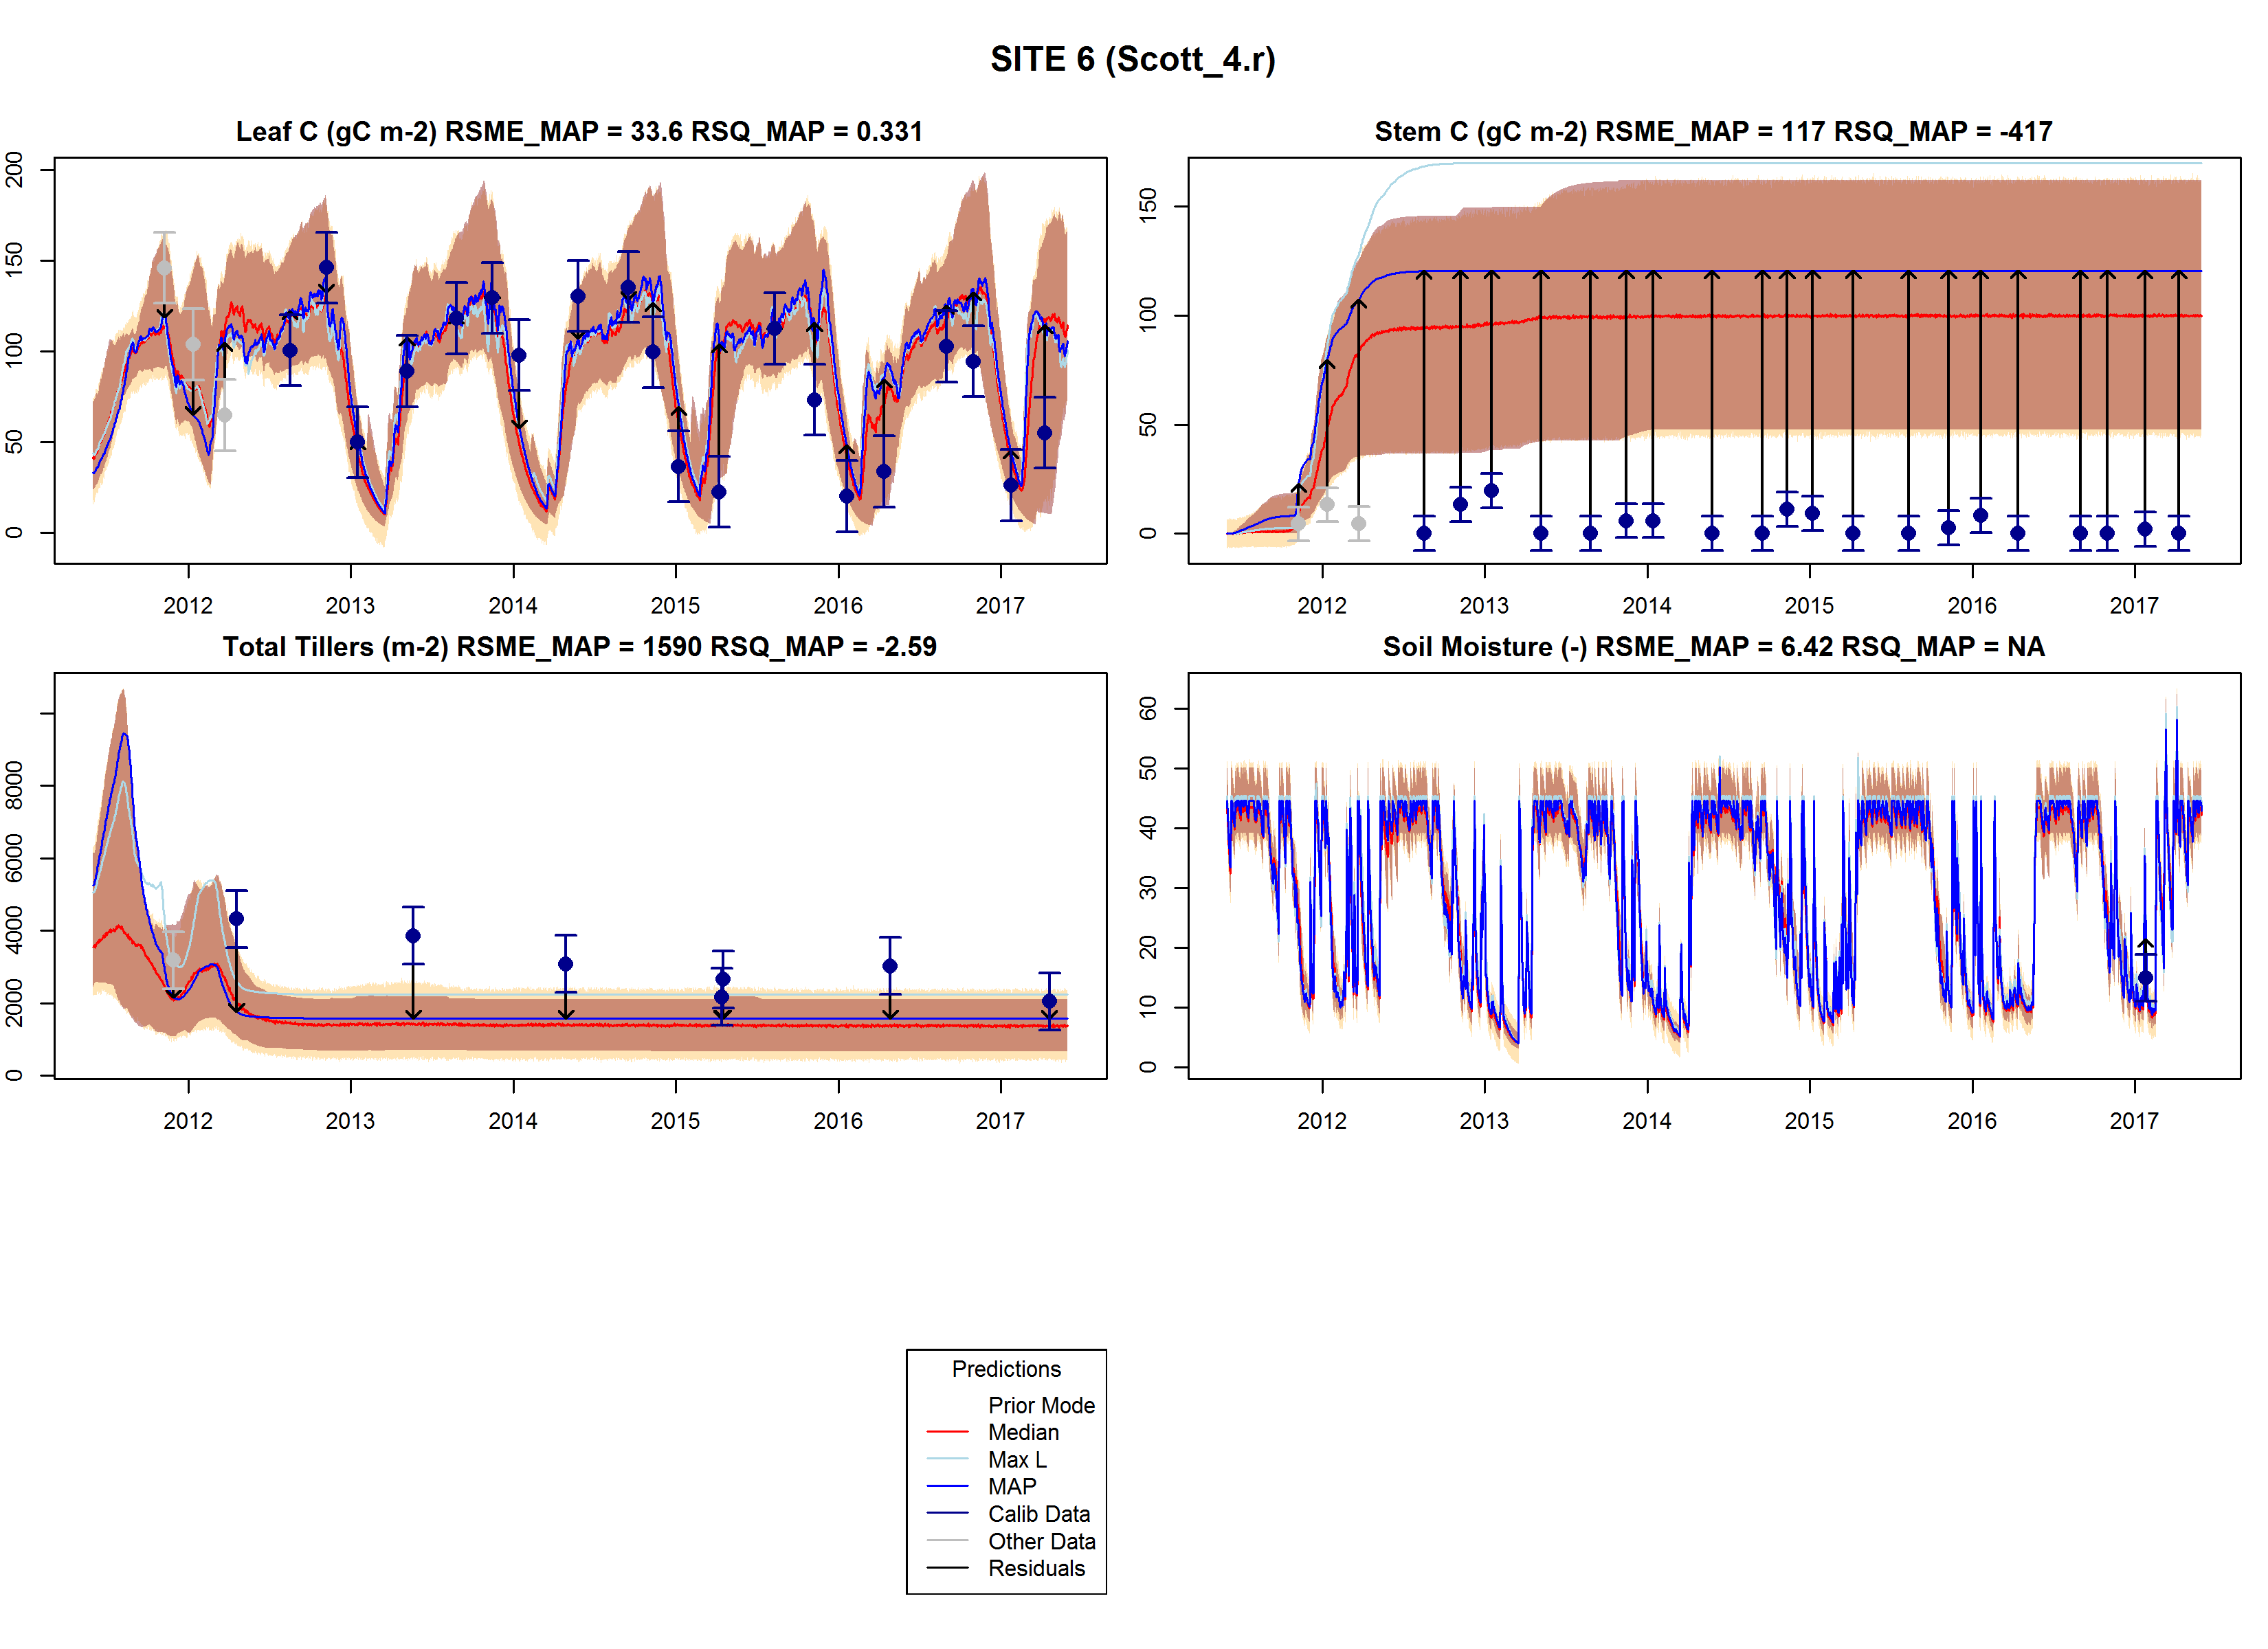 SITE 6 (Scott_4.r)
Leaf C (gC m-2) RSME_MAP = 33.6 RSQ_MAP = 0.331
200
150
100
50
0
2012 2013 2014 2015 2016 2017
Stem C (gC m-2) RSME_MAP = 117 RSQ_MAP = -417
150
100
50
0
2012 2013 2014 2015 2016 2017
Total Tillers (m-2) RSME_MAP = 1590 RSQ_MAP = -2.59
8000
6000
4000
2000
0
2012 2013 2014 2015 2016 2017
Soil Moisture (-) RSME_MAP = 6.42 RSQ_MAP = NA
60
50
40
30
20
10
0
2012 2013 2014 2015 2016 2017
Predictions
Prior Mode
Median
Max L
MAP
Calib Data
Other Data
Residuals